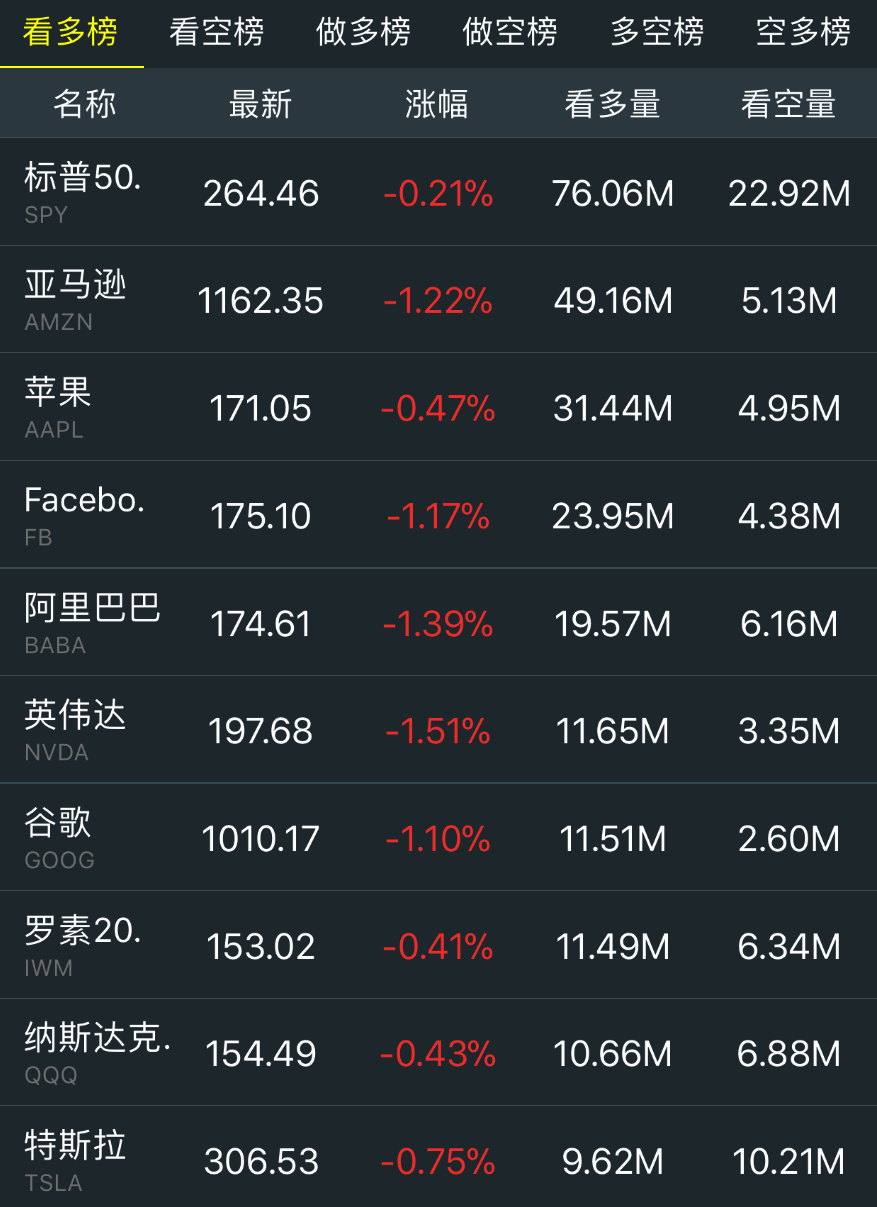 看多榜 看空榜 做多榜 做空榜 多空榜 空多榜
名称 最新 涨幅 看多量 看空量
标普50. 264.46 -0.21% 76.06M 22.92M
SPY
亚马逊 1162.35 -1.22% 49.16M 5.13M
AMZN
苹果 171.05 -0.47% 31.44M 4.95M
AAPL
Facebo. 175.10 -1.17% 23.95M 4.38M
FB
阿里巴巴 174.61 -1.39% 19.57M 6.16M
BABA
英伟达 197.68 -1.51% 11.65M 3.35M
NVDA
谷歌 1010.17 -1.10% 11.51M 2.60M
GOOG
罗素20. 153.02 -0.41% 11.49M 6.34M
IWM
纳斯达克. 154.49 -0.43% 10.66M 6.88M
QQQ
特斯拉 306.53 -0.75% 9.62M 10.21M
TSLA